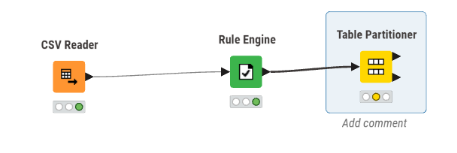 CSV Reader
Rule Engine
Table Partitioner
Add comment